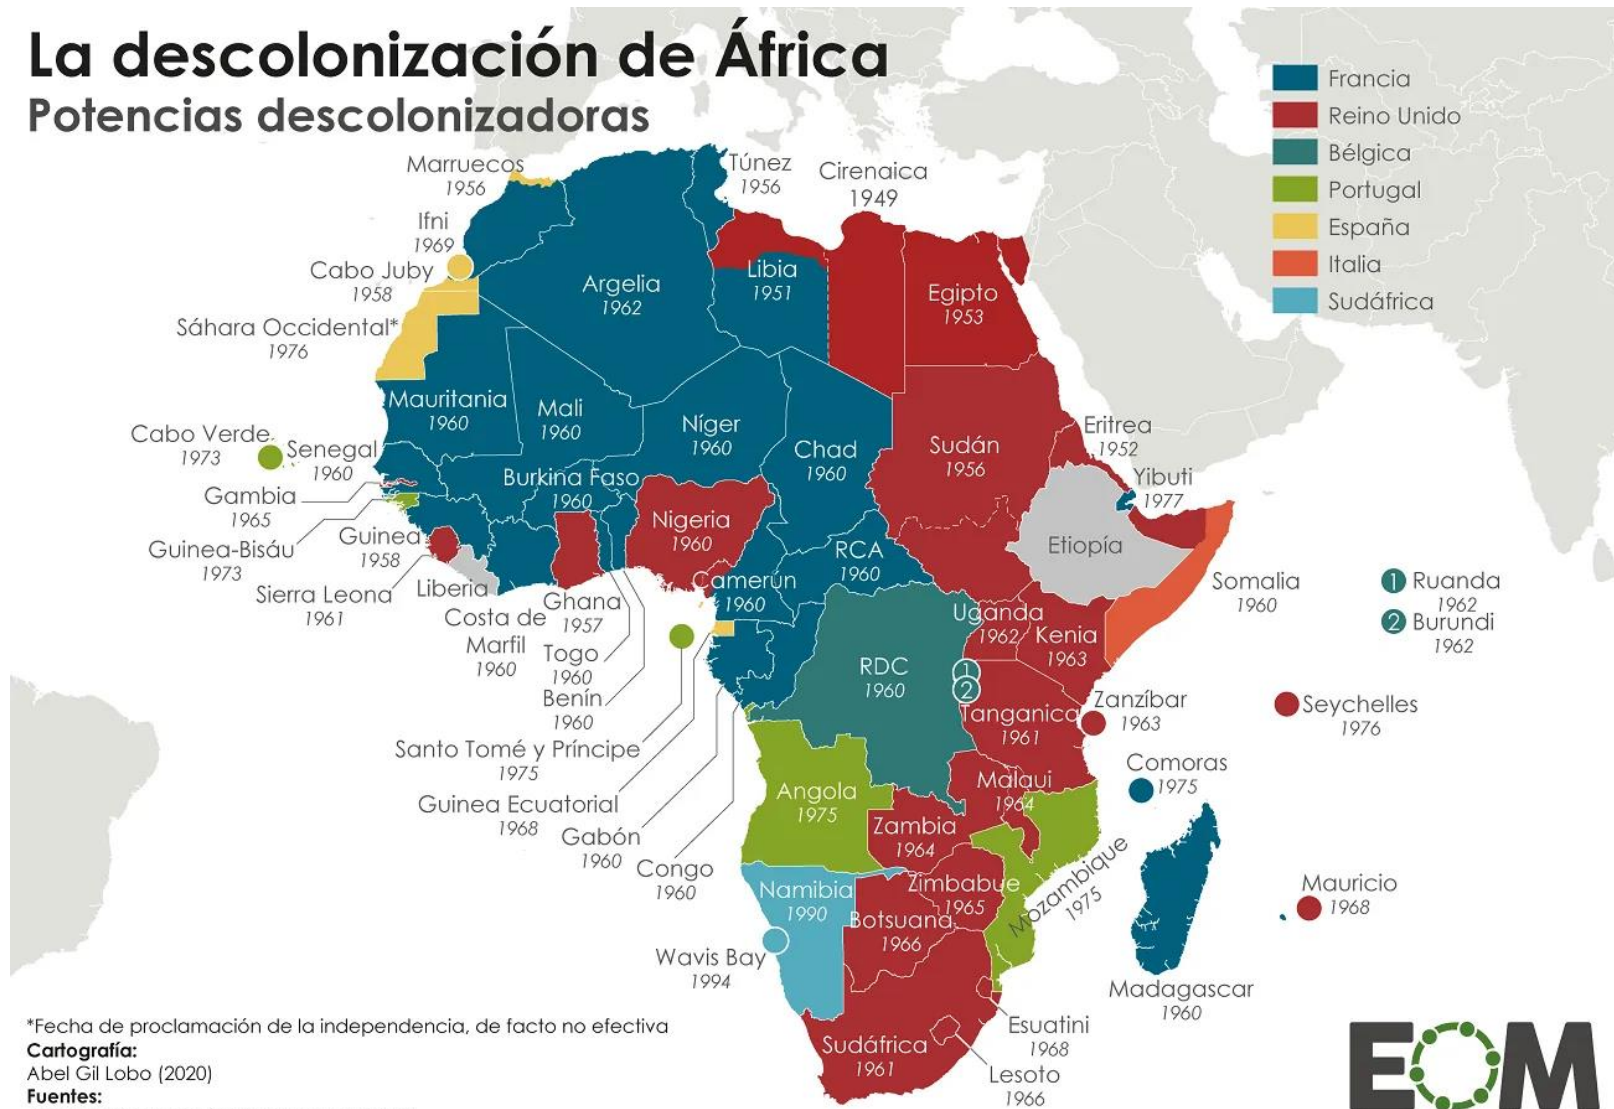 La descolonización de África
Potencias descolonizadoras
Francia
Reino Unido
Bélgica
Portugal
España
Italia
Sudáfrica
Marruecos
1956
Túnez
1956
Cirenaica
1949
Ifni
1969
Cabo Juby
1958
Sáhara Occidental*
1976
Argelia
1962
Libia
1951
Egipto
1953
Mauritania
1960
Mali
1960
Níger
1960
Chad
1960
Sudán
1956
Eritrea
1952
Yibuti
1977
Cabo Verde
1973
Senegal
1960
Gambia
1965
Guinea-Bisáu
1973
Guinea
1958
Sierra Leona
1961
Liberia
Costa de
Marfil
1960
Burkina Faso
1960
Ghana
1957
Togo
1960
Benín
1960
Nigeria
1960
Camerún
1960
RCA
1960
Etiopía
Somalia
1960
Uganda
1962
Kenia
1963
RDC
1960
1
2
1 Ruanda
1962
2 Burundi
1962
Santo Tomé y Príncipe
1975
Guinea Ecuatorial
1968
Gabón
1960
Congo
1960
Tanganica
1961
Zanzíbar
1963
Seychelles
1976
Comoras
1975
Angola
1975
Zambia
1964
Malaui
1964
Mozambique
1975
Namibia
1990
Zimbabue
1965
Botsuana
1966
Wavis Bay
1994
Mauricio
1968
Madagascar
1960
Sudáfrica
1961
Esuatini
1968
Lesoto
1966
*Fecha de proclamación de la independencia, de facto no efectiva
Cartografía:
Abel Gil Lobo (2020)
Fuentes:
EOM